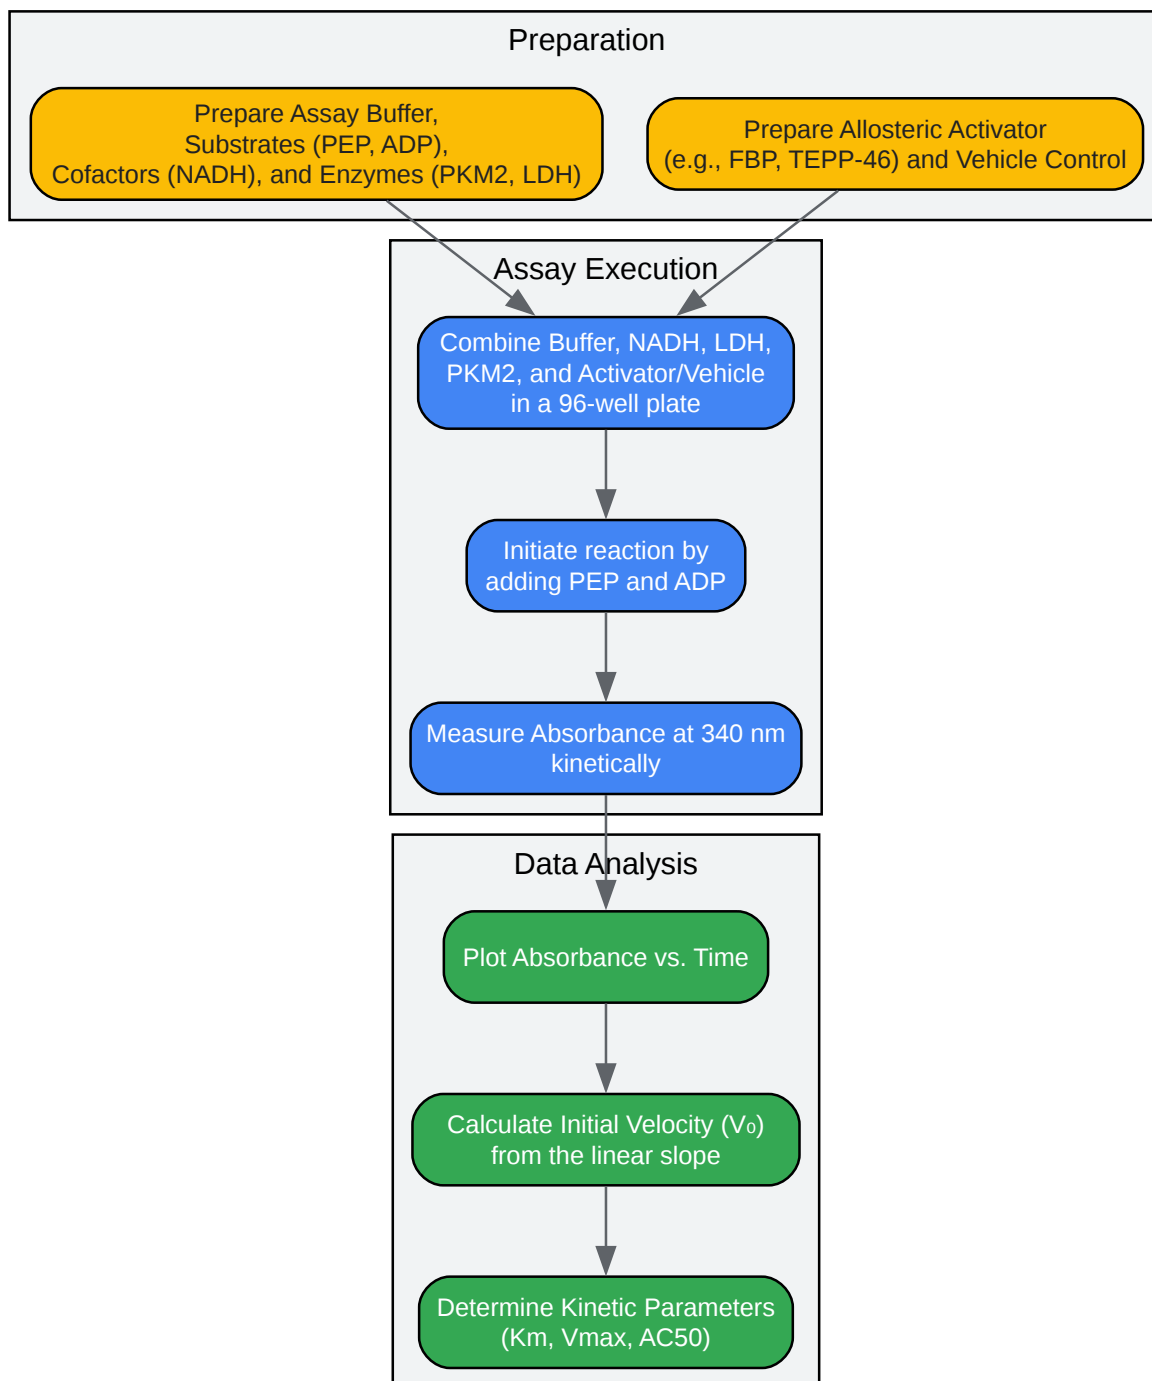 Preparation
Prepare Assay Buffer,
Substrates (PEP, ADP),
Cofactors (NADH), and Enzymes (PKM2, LDH)
Prepare Allosteric Activator
(e.g., FBP, TEPP-46) and Vehicle Control
Assay Execution
Combine Buffer, NADH, LDH,
PKM2, and Activator/Vehicle
in a 96-well plate
Initiate reaction by
adding PEP and ADP
Measure Absorbance at 340 nm
kinetically
Data Analysis
Plot Absorbance vs. Time
Calculate Initial Velocity (V₀)
from the linear slope
Determine Kinetic Parameters
(Km, Vmax, AC50)